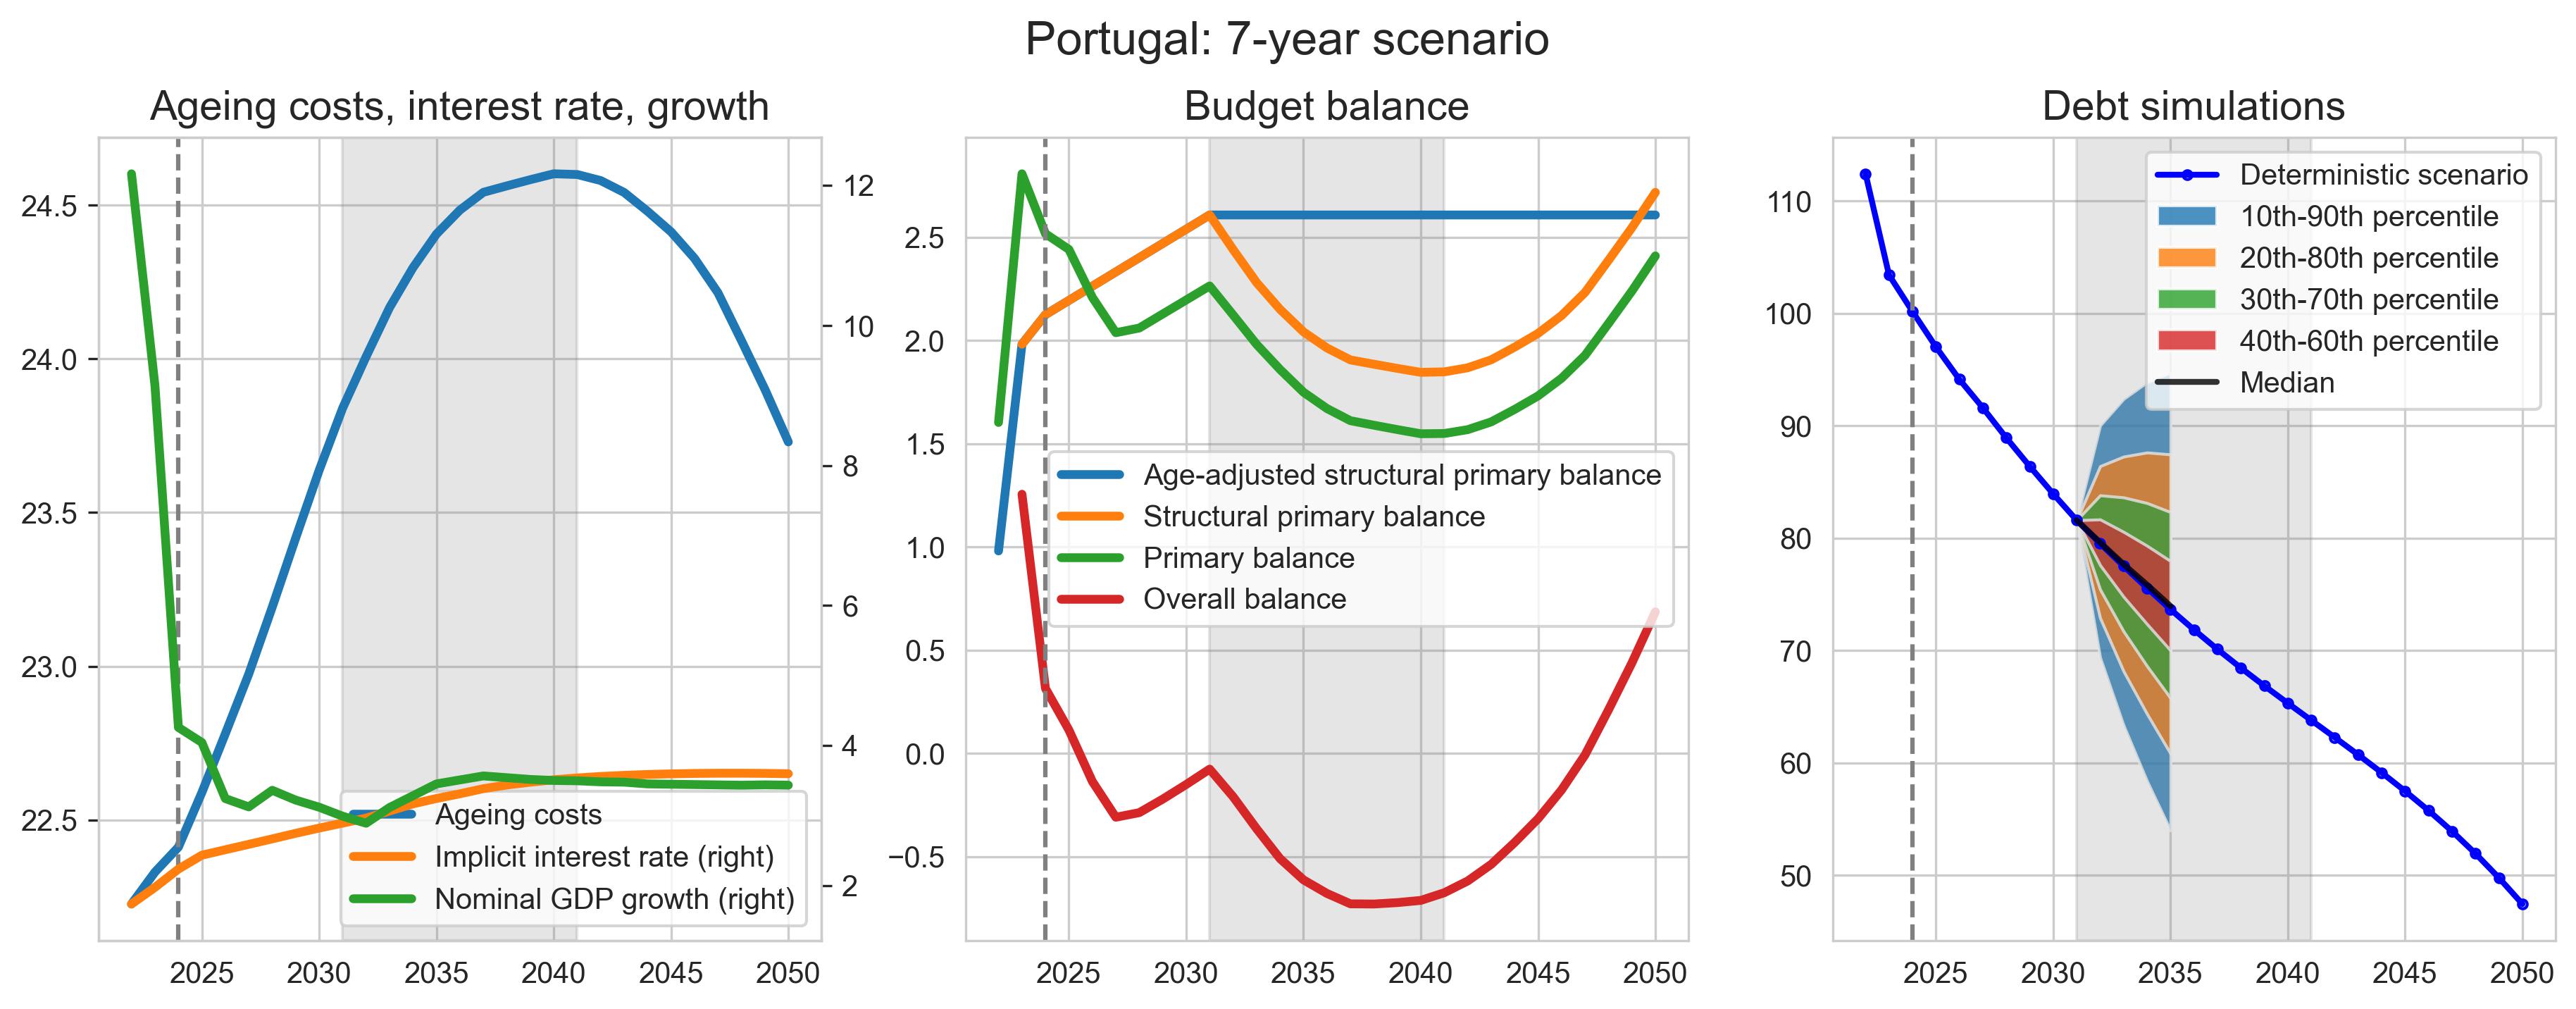 Portugal: 7-year scenario
Ageing costs, interest rate, growth
24.5
24.0
23.5
23.0
22.5
12
10
8
6
4
2
Ageing costs
Implicit interest rate (right)
Nominal GDP growth (right)
2025 2030 2035 2040 2045 2050
Budget balance
2.5
2.0
1.5
1.0
0.5
0.0
−0.5
Age-adjusted structural primary balance
Structural primary balance
Primary balance
Overall balance
2025 2030 2035 2040 2045 2050
Debt simulations
110
100
90
80
70
60
50
Deterministic scenario
10th-90th percentile
20th-80th percentile
30th-70th percentile
40th-60th percentile
Median
2025 2030 2035 2040 2045 2050